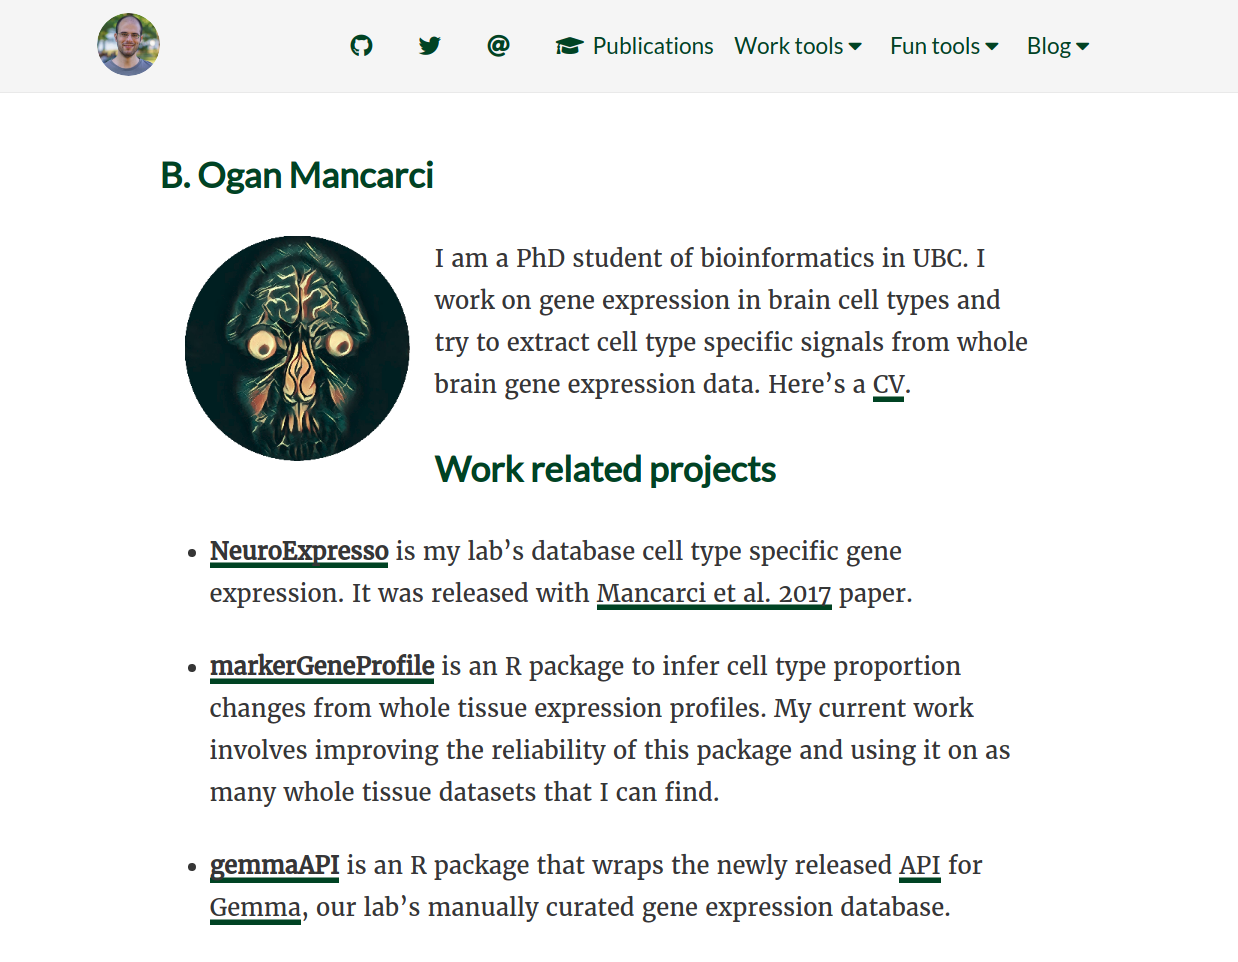 Publications Work tools Fun tools Blog
B. Ogan Mancarci
I am a PhD student of bioinformatics in UBC. I
work on gene expression in brain cell types and
try to extract cell type specific signals from whole
brain gene expression data. Here’s a CV.
Work related projects
• NeuroExpresso is my lab’s database cell type specific gene
expression. It was released with Mancarci et al. 2017 paper.
• markerGeneProfile is an R package to infer cell type proportion
changes from whole tissue expression profiles. My current work
involves improving the reliability of this package and using it on as
many whole tissue datasets that I can find.
• gemmaAPI is an R package that wraps the newly released API for
Gemma, our lab’s manually curated gene expression database.